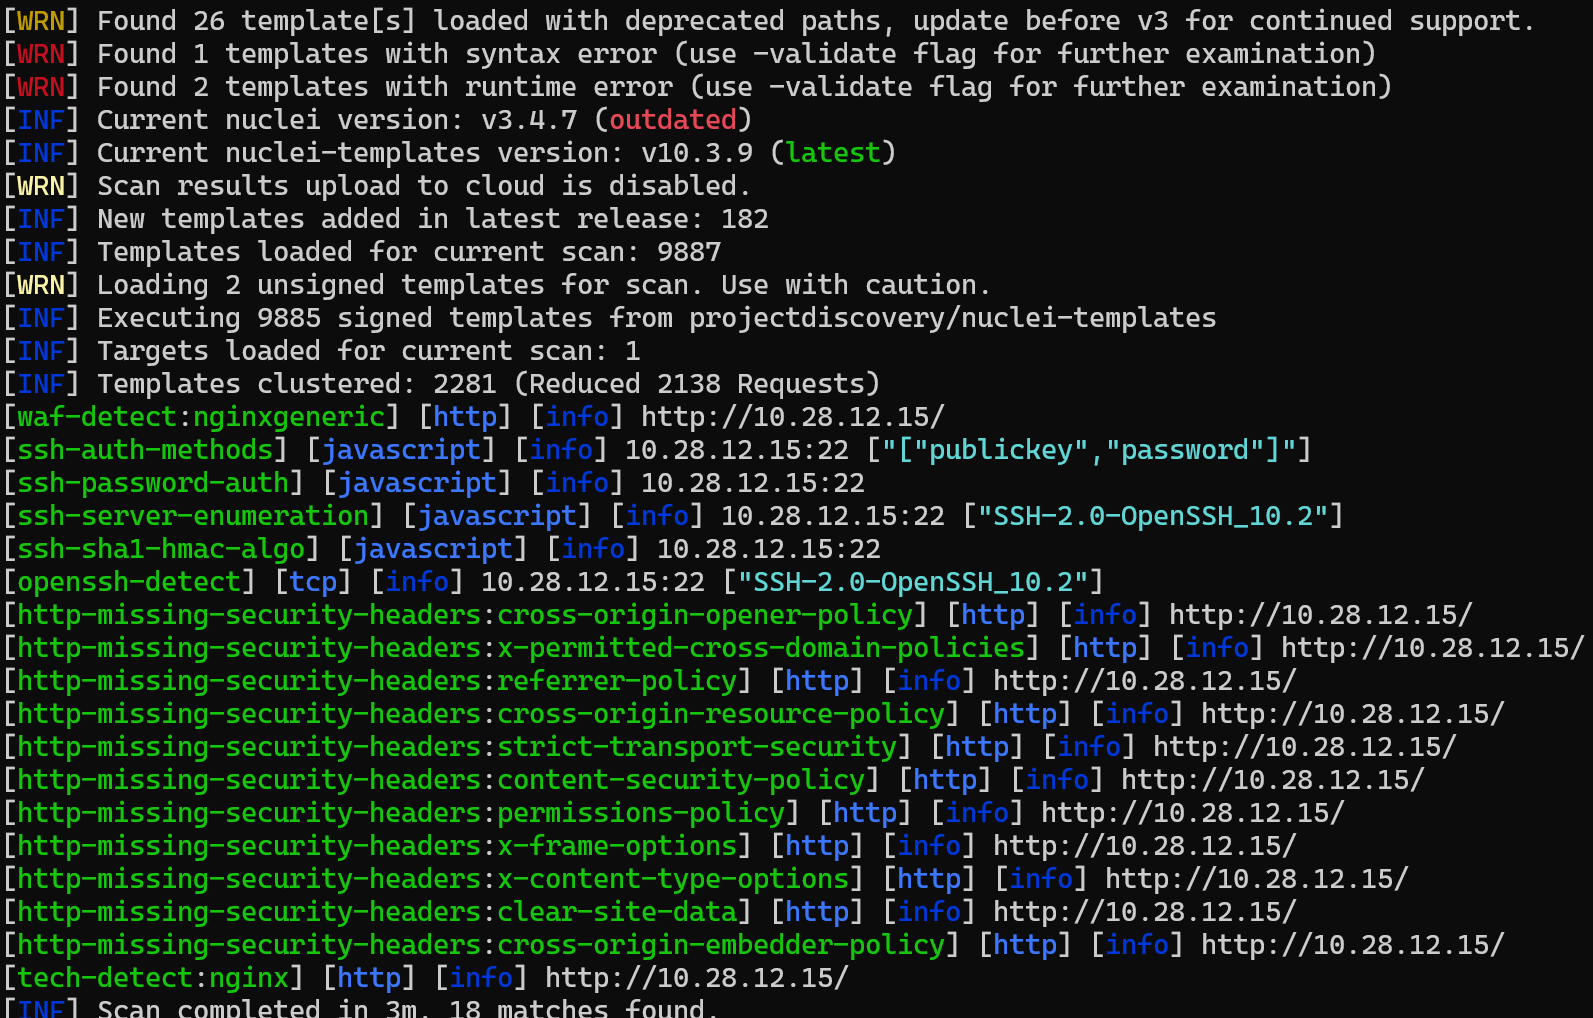 [WRN] Found 26 template[s] loaded with deprecated paths, update before v3 for continued support.
[WRN] Found 1 templates with syntax error (use -validate flag for further examination)
[WRN] Found 2 templates with runtime error (use -validate flag for further examination)
[INF] Current nuclei version: v3.4.7 (outdated)
[INF] Current nuclei-templates version: v10.3.9 (latest)
[WRN] Scan results upload to cloud is disabled.
[INF] New templates added in latest release: 182
[INF] Templates loaded for current scan: 9887
[WRN] Loading 2 unsigned templates for scan. Use with caution.
[INF] Executing 9885 signed templates from projectdiscovery/nuclei-templates
[INF] Targets loaded for current scan: 1
[INF] Templates clustered: 2281 (Reduced 2138 Requests)
[waf-detect:nginxgeneric] [http] [info] http://10.28.12.15/
[ssh-auth-methods] [javascript] [info] 10.28.12.15:22 ["["publickey","password"]"]
[ssh-password-auth] [javascript] [info] 10.28.12.15:22
[ssh-server-enumeration] [javascript] [info] 10.28.12.15:22 ["SSH-2.0-OpenSSH_10.2"]
[ssh-sha1-hmac-algo] [javascript] [info] 10.28.12.15:22
[openssh-detect] [tcp] [info] 10.28.12.15:22 ["SSH-2.0-OpenSSH_10.2"]
[http-missing-security-headers:cross-origin-opener-policy] [http] [info] http://10.28.12.15/
[http-missing-security-headers:x-permitted-cross-domain-policies] [http] [info] http://10.28.12.15/
[http-missing-security-headers:referrer-policy] [http] [info] http://10.28.12.15/
[http-missing-security-headers:cross-origin-resource-policy] [http] [info] http://10.28.12.15/
[http-missing-security-headers:strict-transport-security] [http] [info] http://10.28.12.15/
[http-missing-security-headers:content-security-policy] [http] [info] http://10.28.12.15/
[http-missing-security-headers:permissions-policy] [http] [info] http://10.28.12.15/
[http-missing-security-headers:x-frame-options] [http] [info] http://10.28.12.15/
[http-missing-security-headers:x-content-type-options] [http] [info] http://10.28.12.15/
[http-missing-security-headers:clear-site-data] [http] [info] http://10.28.12.15/
[http-missing-security-headers:cross-origin-embedder-policy] [http] [info] http://10.28.12.15/
[tech-detect:nginx] [http] [info] http://10.28.12.15/
[INF] Scan completed in 3m. 18 matches found.